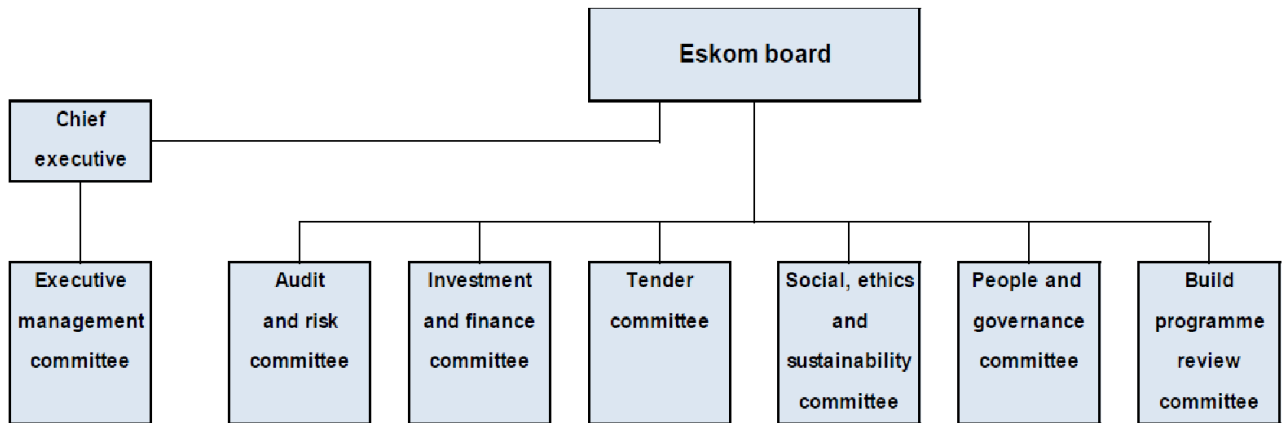 Eskom board
Chief
executive
Executive
management
committee
Audit
and risk
committee
Investment
and finance
committee
Tender
committee
Social, ethics
and
sustainability
committee
People and
governance
committee
Build
programme
review
committee